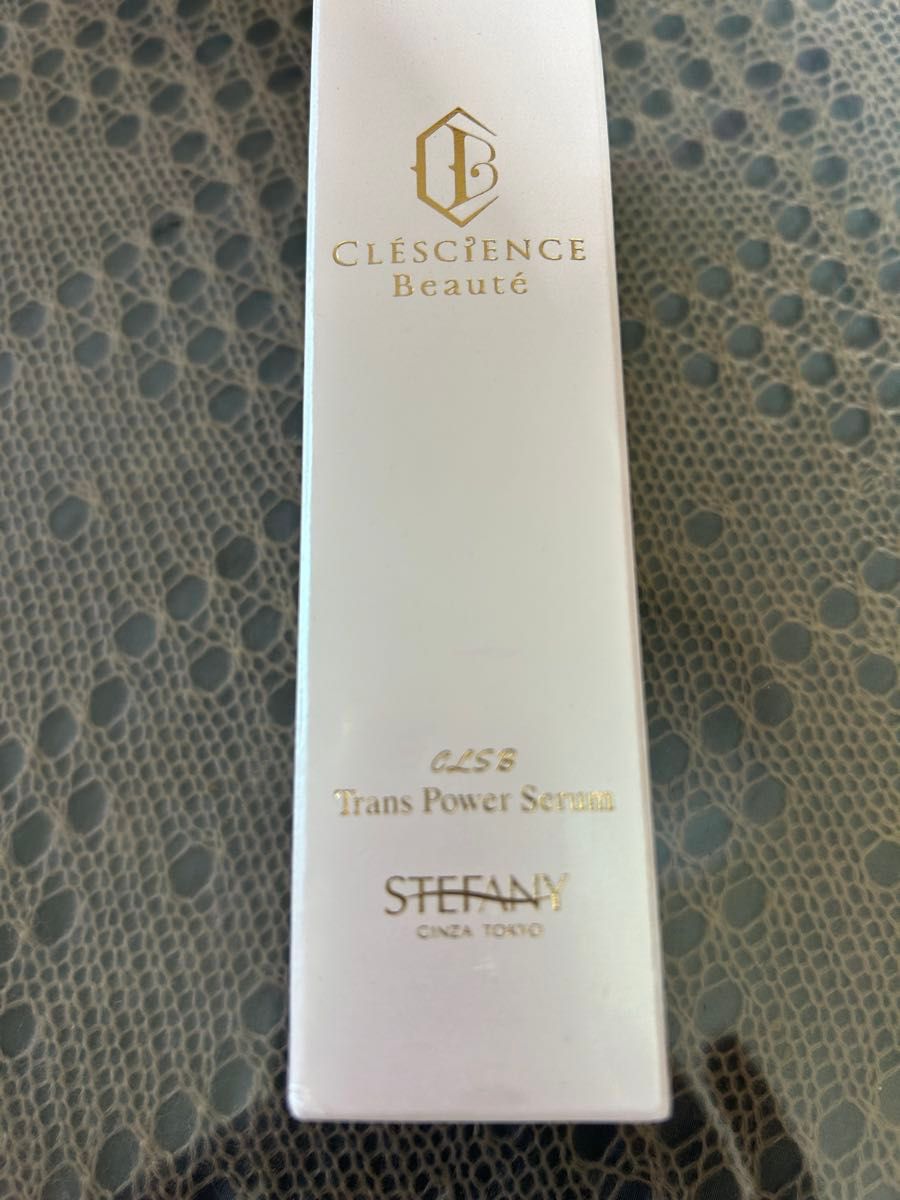 CLÉSCIENCE
Beauté
CLSB
Trans Power Serum
STEFANY
GINZA TOKYO